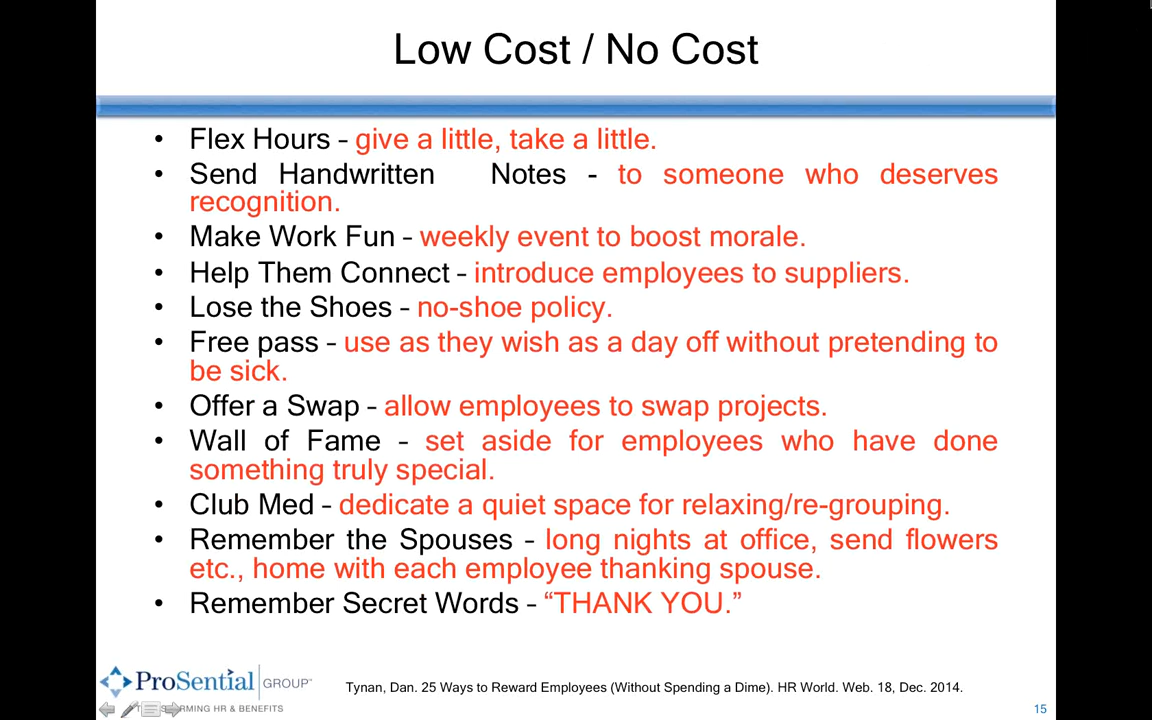 Low Cost / No Cost
• Flex Hours – give a little, take a little.
• Send Handwritten Notes - to someone who deserves
recognition.
• Make Work Fun – weekly event to boost morale.
• Help Them Connect – introduce employees to suppliers.
• Lose the Shoes – no-shoe policy.
• Free pass – use as they wish as a day off without pretending to
be sick.
• Offer a Swap – allow employees to swap projects.
• Wall of Fame – set aside for employees who have done
something truly special.
• Club Med – dedicate a quiet space for relaxing/re-grouping.
• Remember the Spouses – long nights at office, send flowers
etc., home with each employee thanking spouse.
• Remember Secret Words – “THANK YOU.”
ProSential GROUP™
RMING HR & BENEFITS
Tynan, Dan. 25 Ways to Reward Employees (Without Spending a Dime). HR World. Web. 18, Dec. 2014.
15